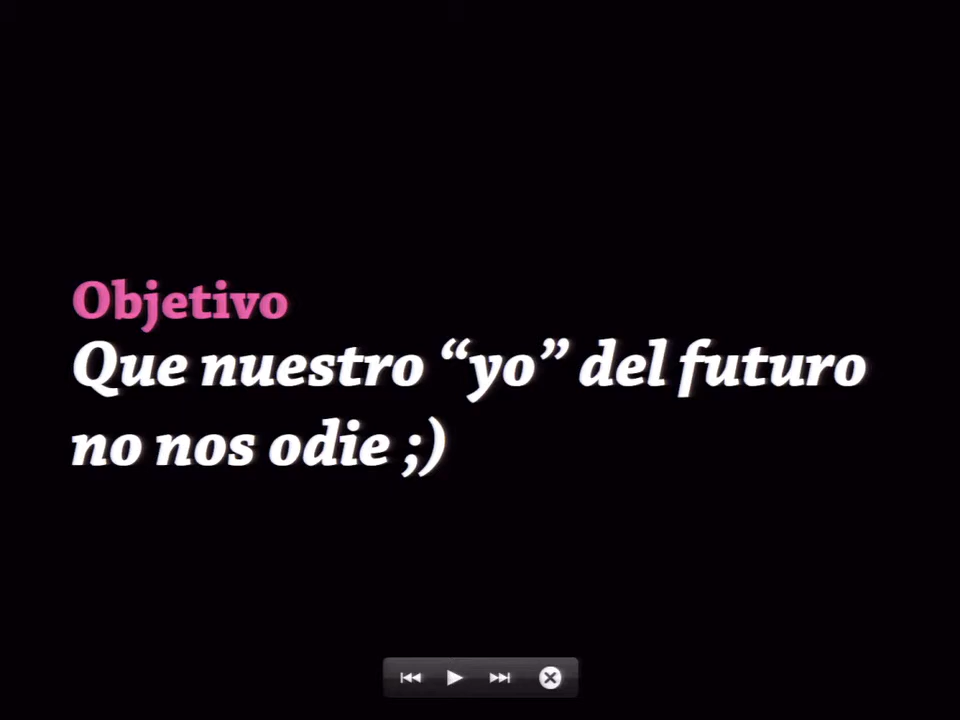 Objetivo
Que nuestro “yo” del futuro
no nos odie ;)